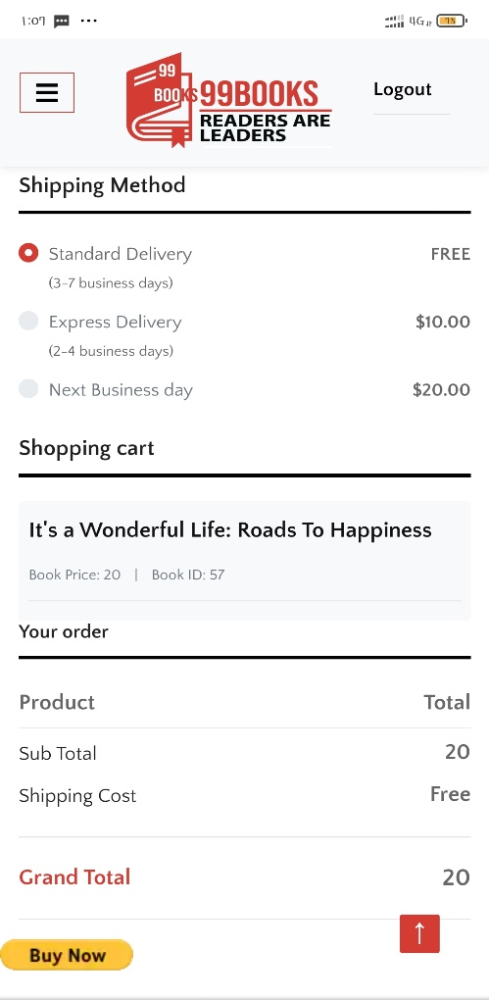 1:09
4G
75
99
BOOKS
99BOOKS
READERS ARE
LEADERS
Logout
Shipping Method
Standard Delivery FREE
(3-7 business days)
Express Delivery $10.00
(2-4 business days)
Next Business day $20.00
Shopping cart
It's a Wonderful Life: Roads To Happiness
Book Price: 20 | Book ID: 57
Your order
Product Total
Sub Total 20
Shipping Cost Free
Grand Total 20
Buy Now